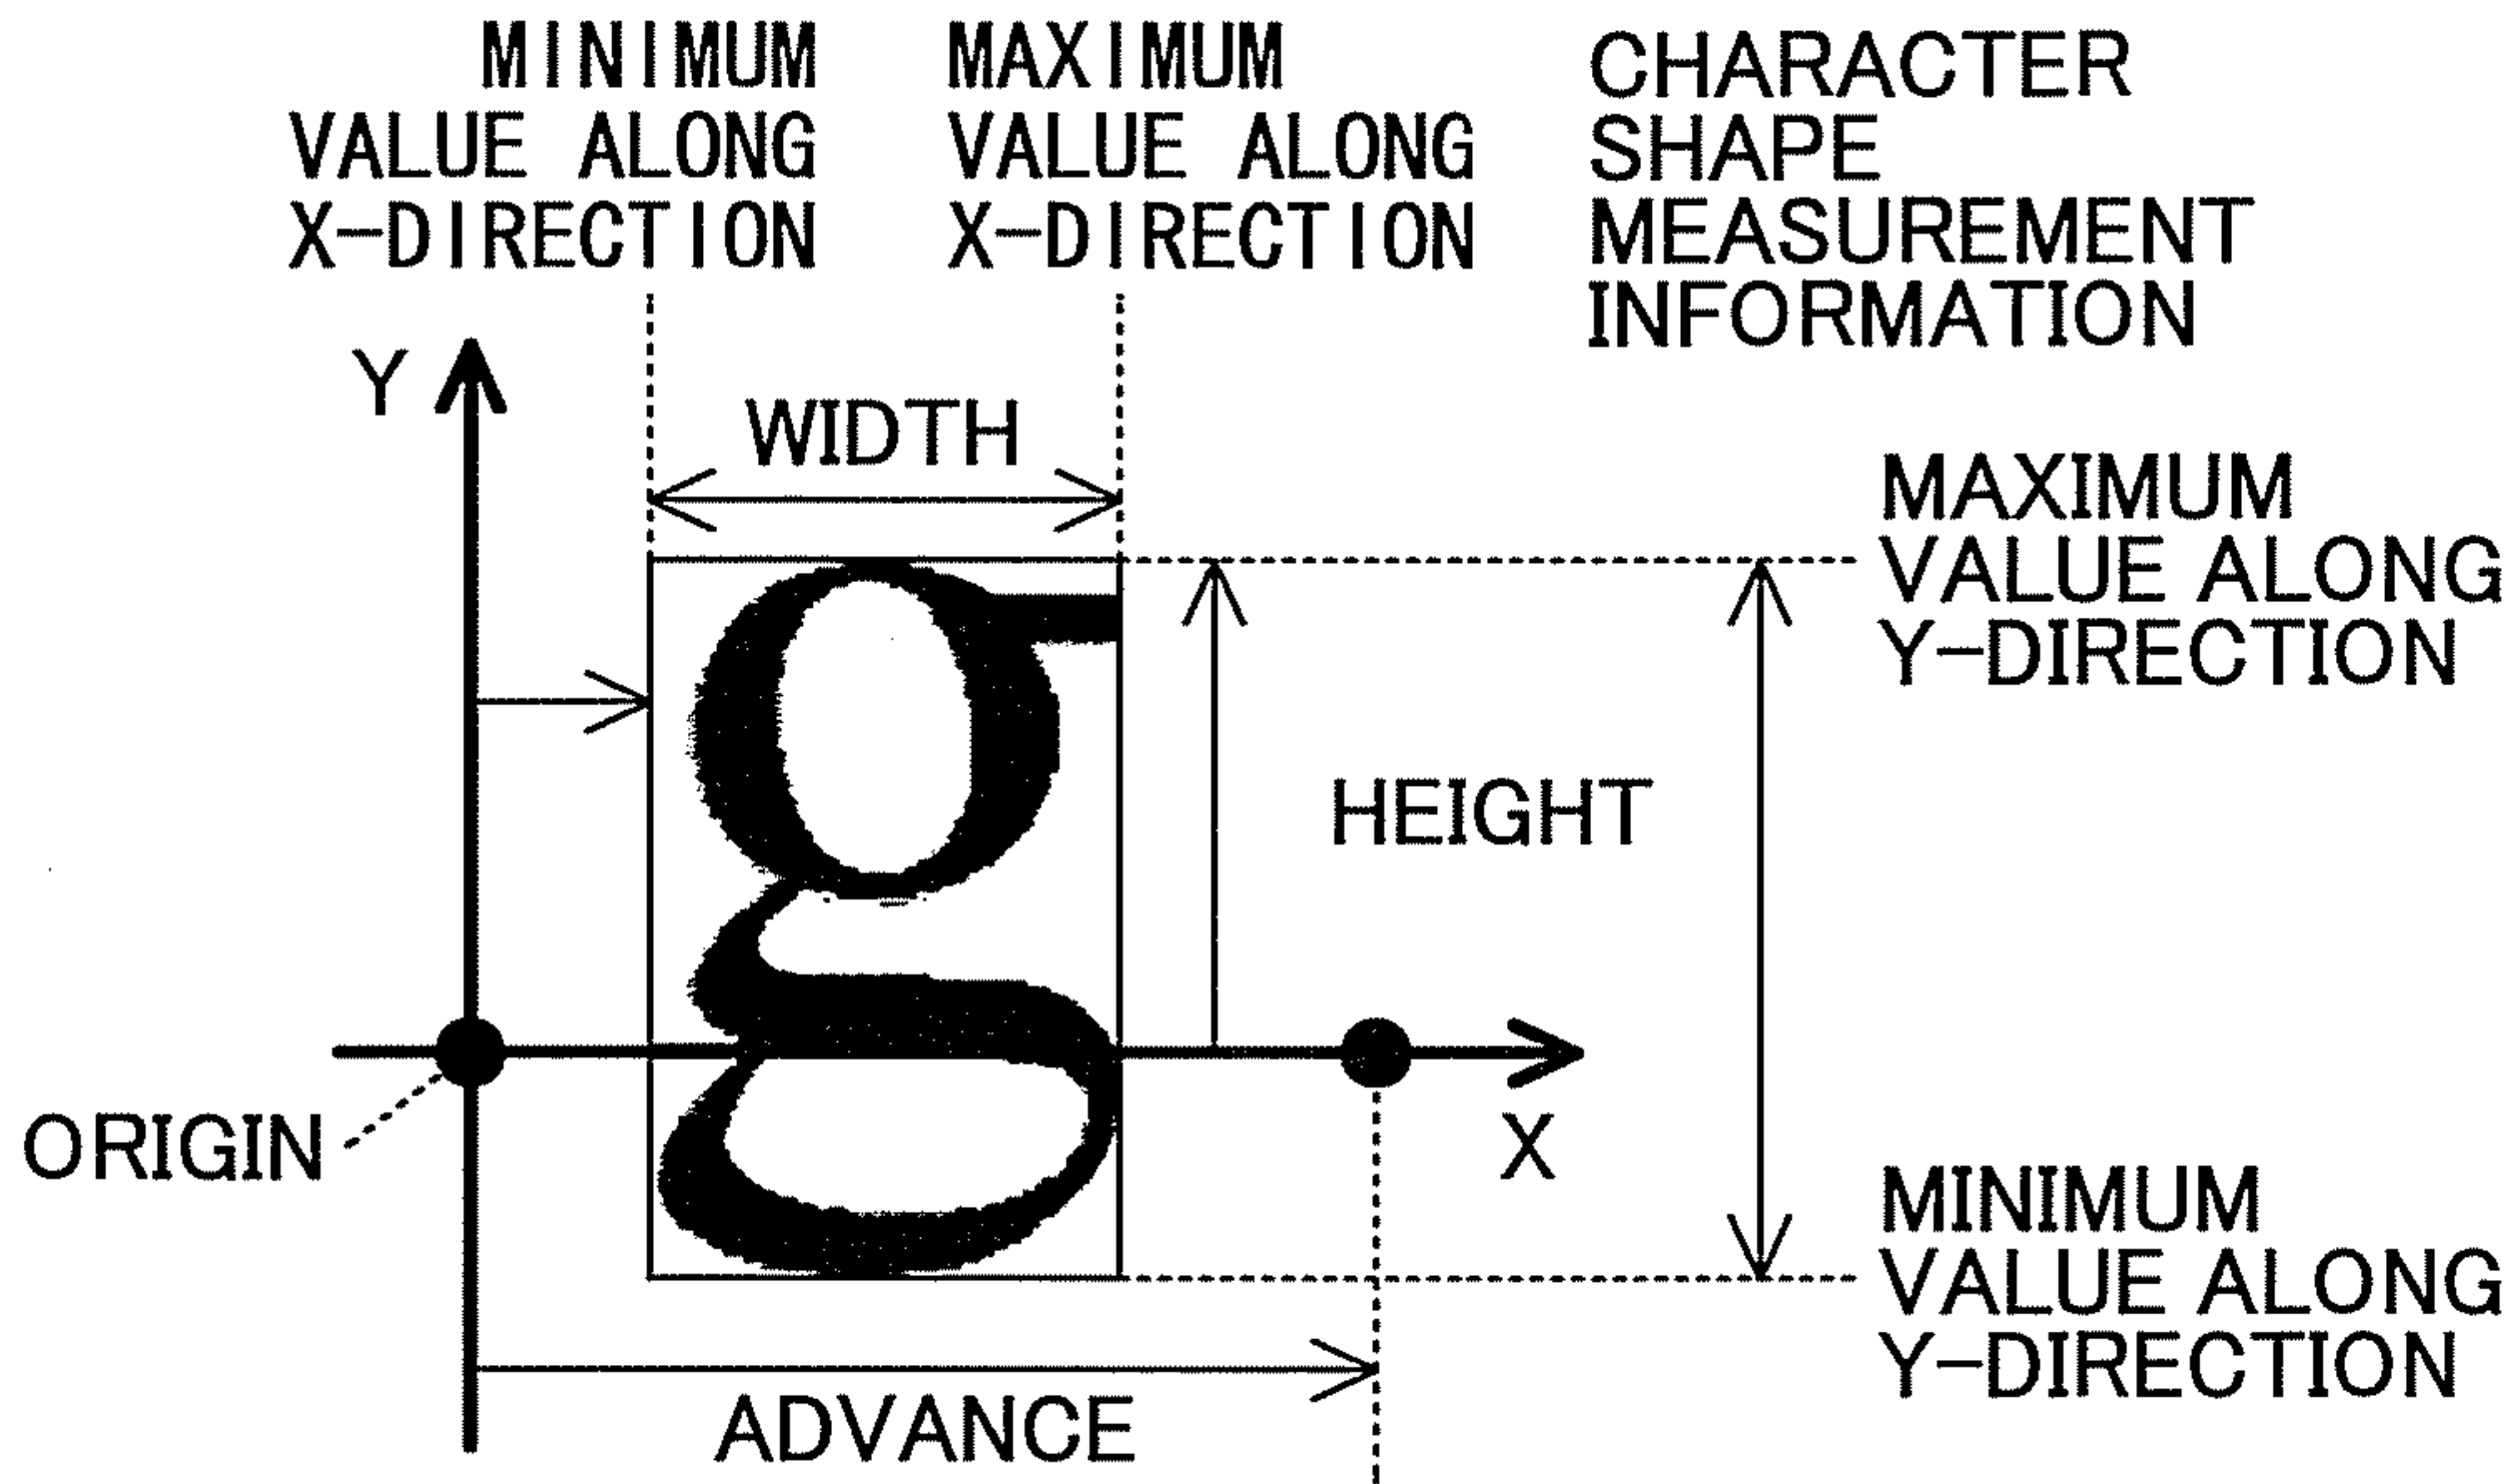 MINIMUM
VALUE ALONG
X-DIRECTION
MAXIMUM
VALUE ALONG
X-DIRECTION
CHARACTER
SHAPE
MEASUREMENT
INFORMATION
Y
WIDTH
MAXIMUM
VALUE ALONG
Y-DIRECTION
g
HEIGHT
ORIGIN
X
MINIMUM
VALUE ALONG
Y-DIRECTION
ADVANCE